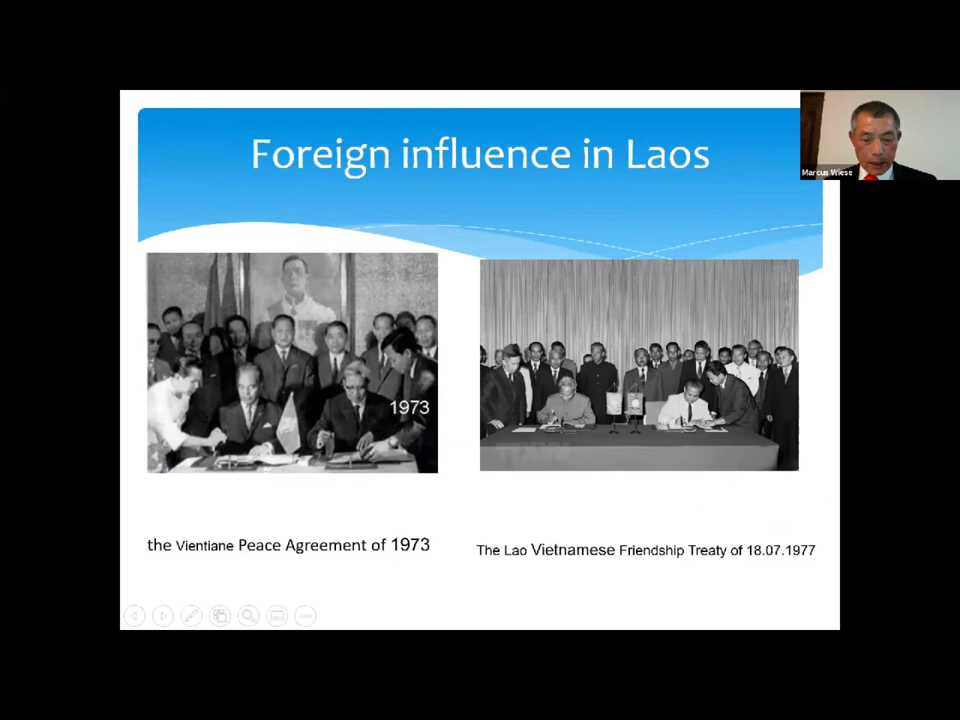 Foreign influence in Laos
Marcus Wiese
1973
the Vientiane Peace Agreement of 1973
The Lao Vietnamese Friendship Treaty of 18.07.1977